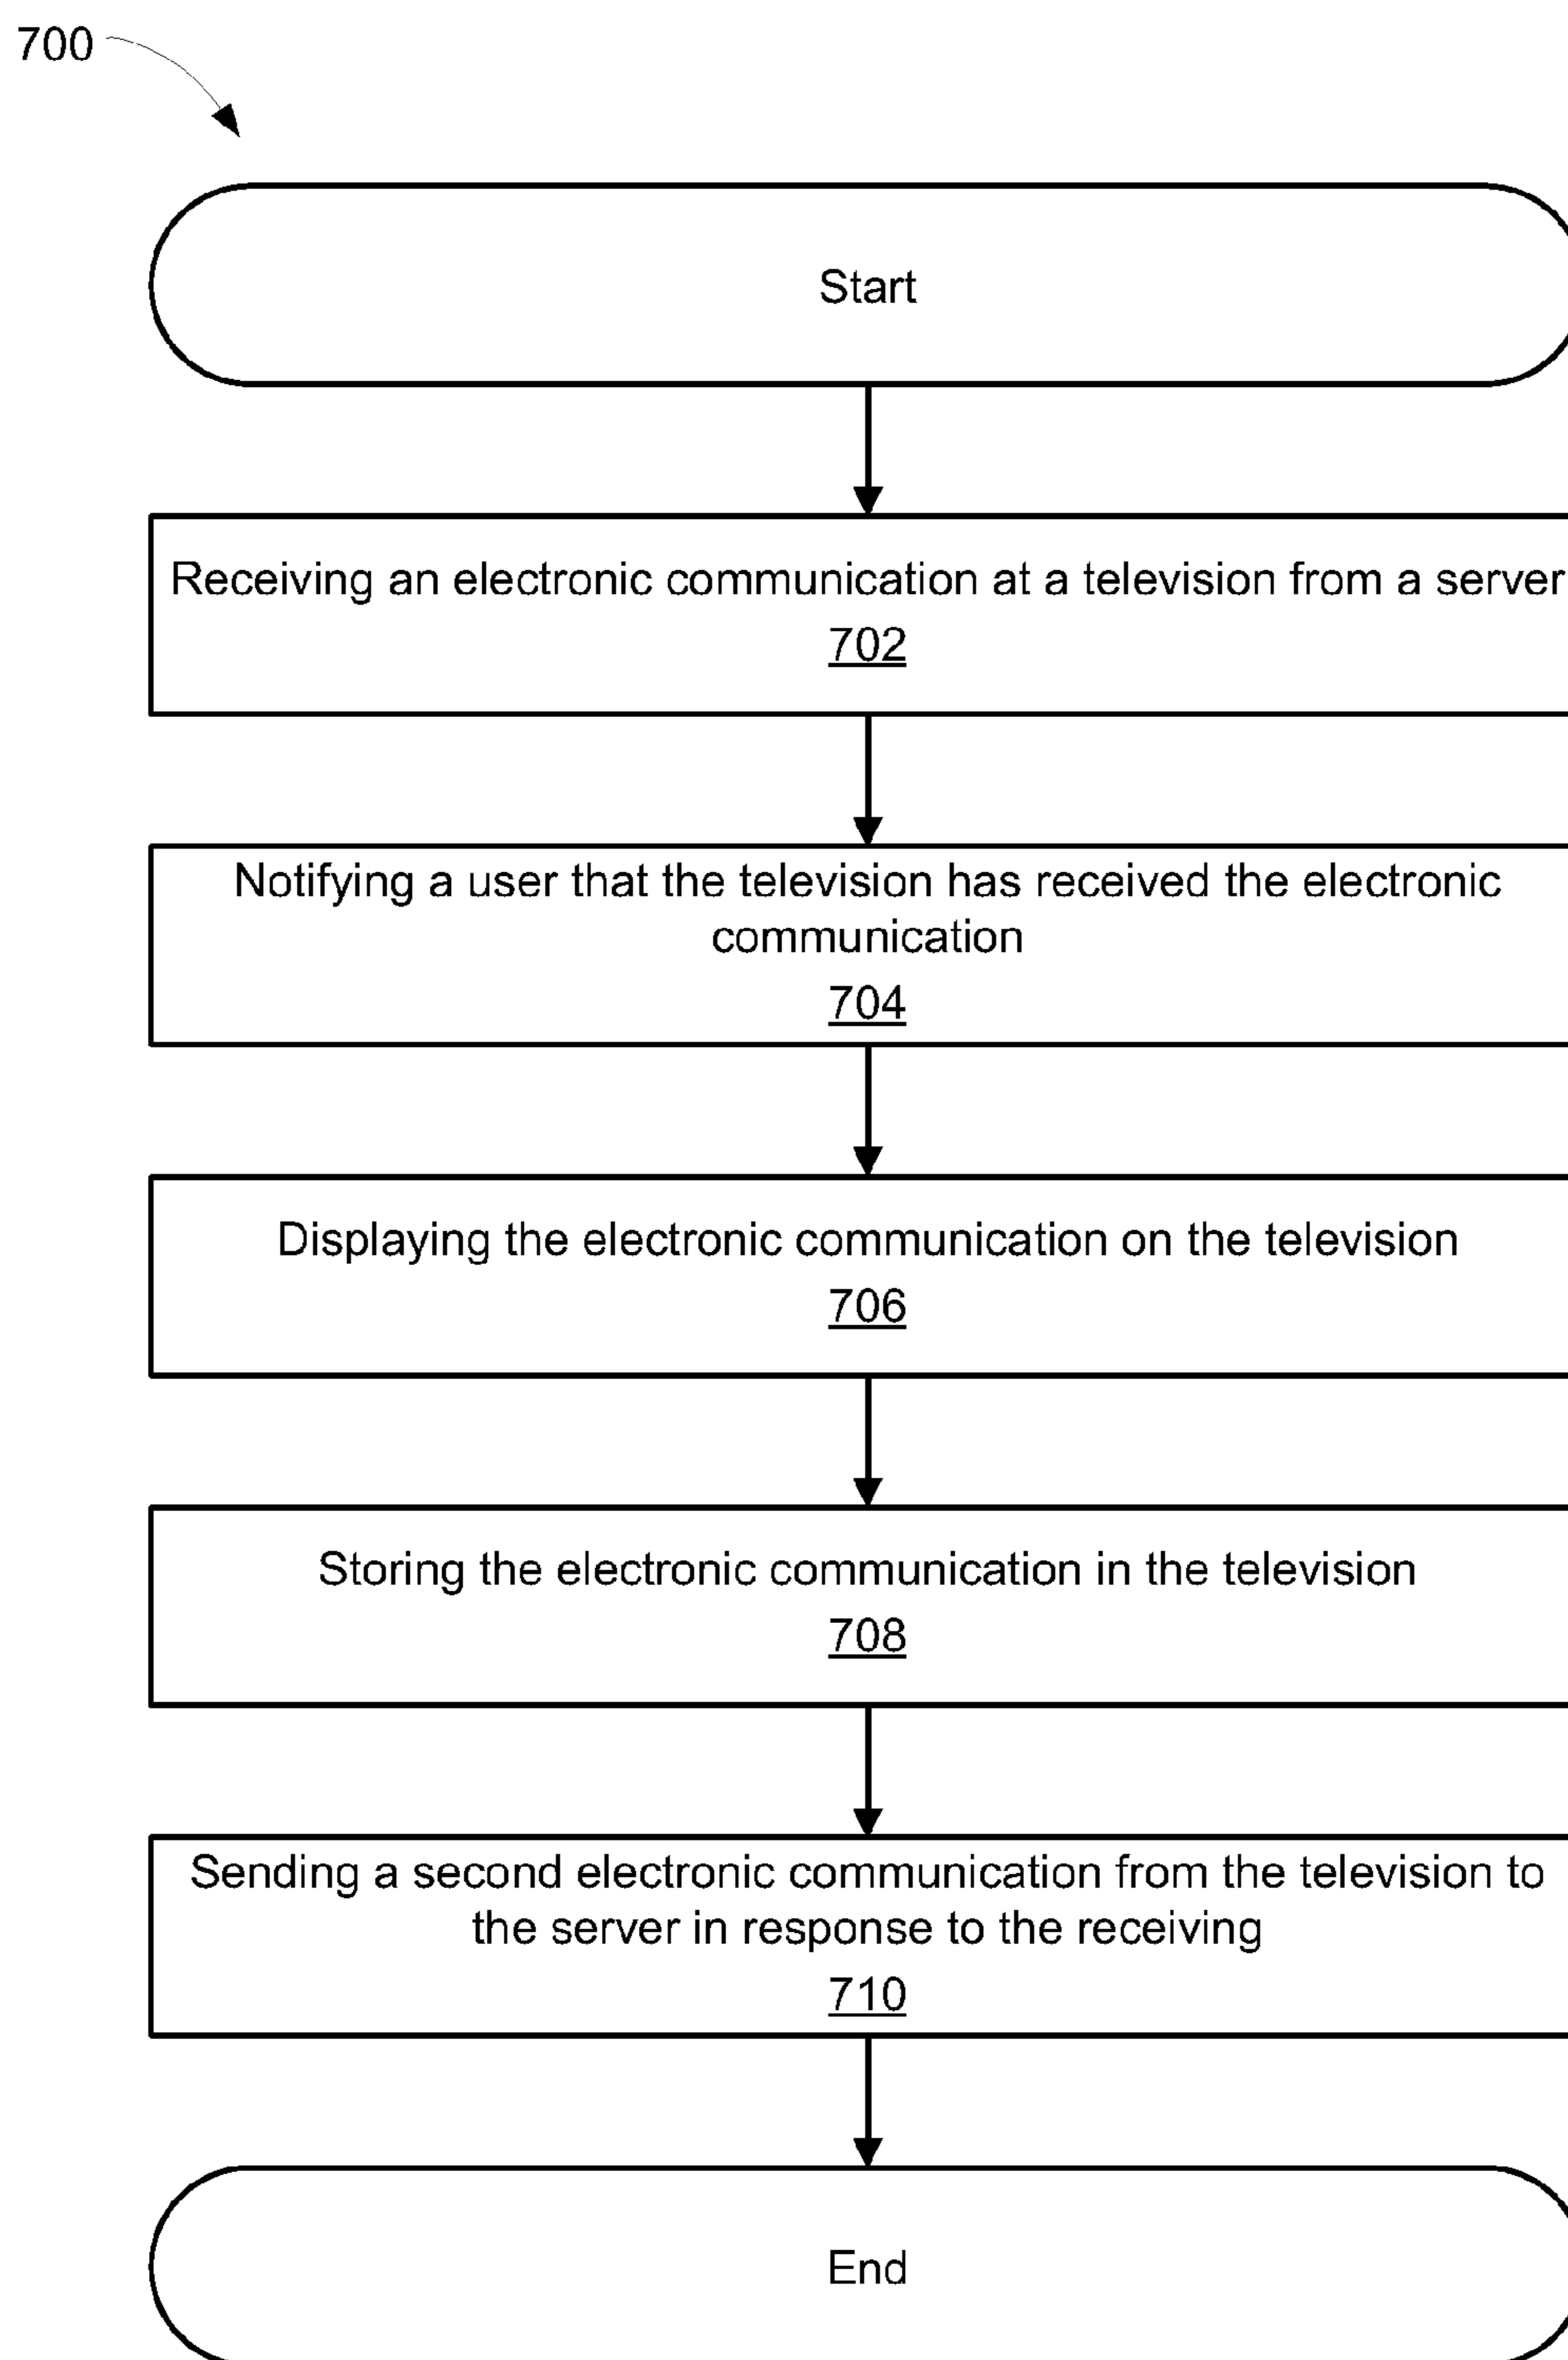 700
Start
Receiving an electronic communication at a television from a server
702
Notifying a user that the television has received the electronic
communication
704
Displaying the electronic communication on the television
706
Storing the electronic communication in the television
708
Sending a second electronic communication from the television to
the server in response to the receiving
710
End